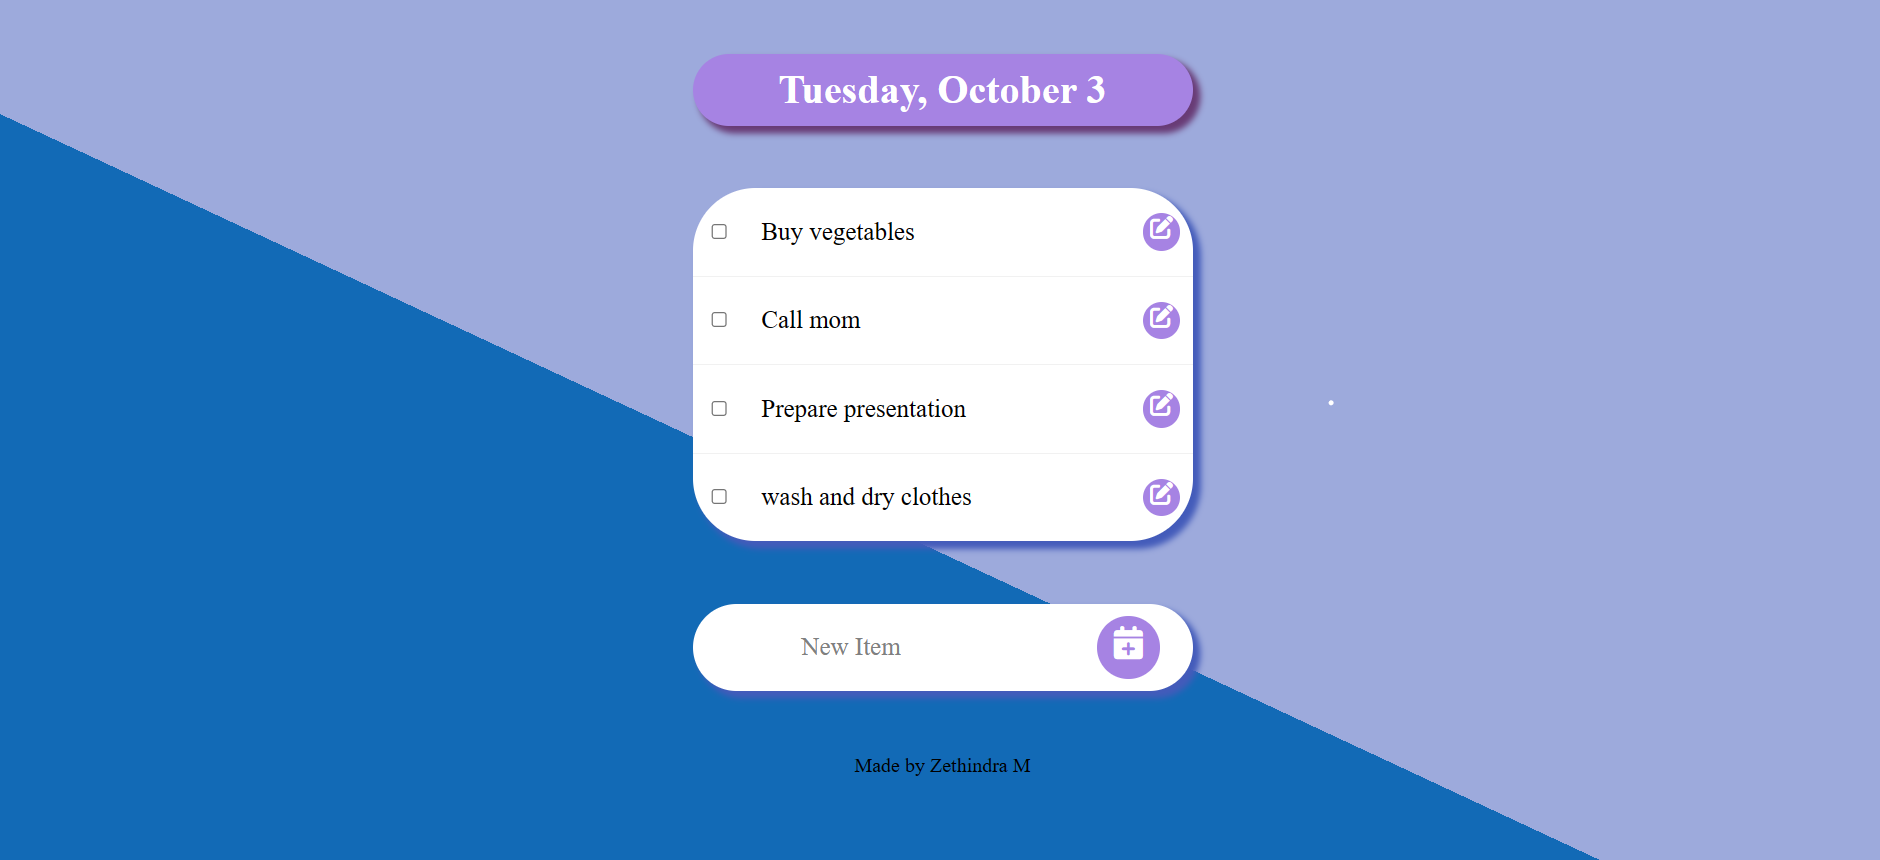 Tuesday, October 3
Buy vegetables
Call mom
Prepare presentation
wash and dry clothes
New Item
Made by Zethindra M